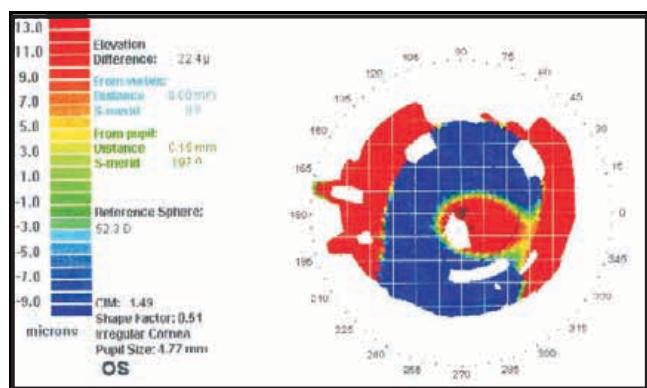 13.0
11.0
9.0
7.0
5.0
3.0
1.0
-1.0
-3.0
-5.0
-7.0
-9.0
microns
Elevation
Difference: 22.4µ
From vertex:
Distance 0.00 mm
S-merid
From pupil:
Distance 0.15 mm
S-merid
Reference Sphere:
52.3 D
CIM: 1.49
Shape Factor: 0.51
Irregular Cornea
Pupil Size: 4.77 mm
OS
105
90
75
120
60
135
45
150
30
165
15
180
0
195
345
210
330
225
315
240
300
255
270
285